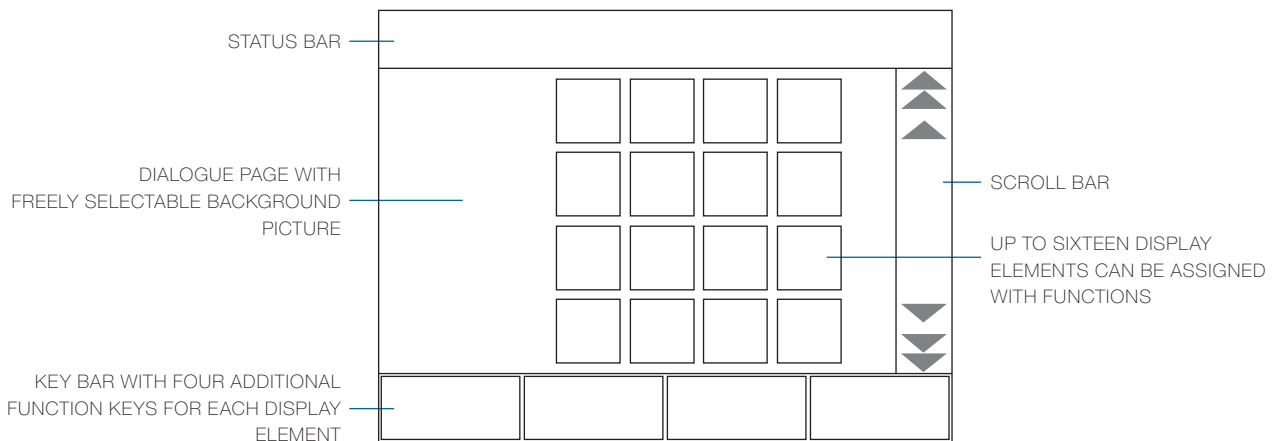 STATUS BAR
DIALOGUE PAGE WITH
FREELY SELECTABLE BACKGROUND
PICTURE
SCROLL BAR
UP TO SIXTEEN DISPLAY
ELEMENTS CAN BE ASSIGNED
WITH FUNCTIONS
KEY BAR WITH FOUR ADDITIONAL
FUNCTION KEYS FOR EACH DISPLAY
ELEMENT